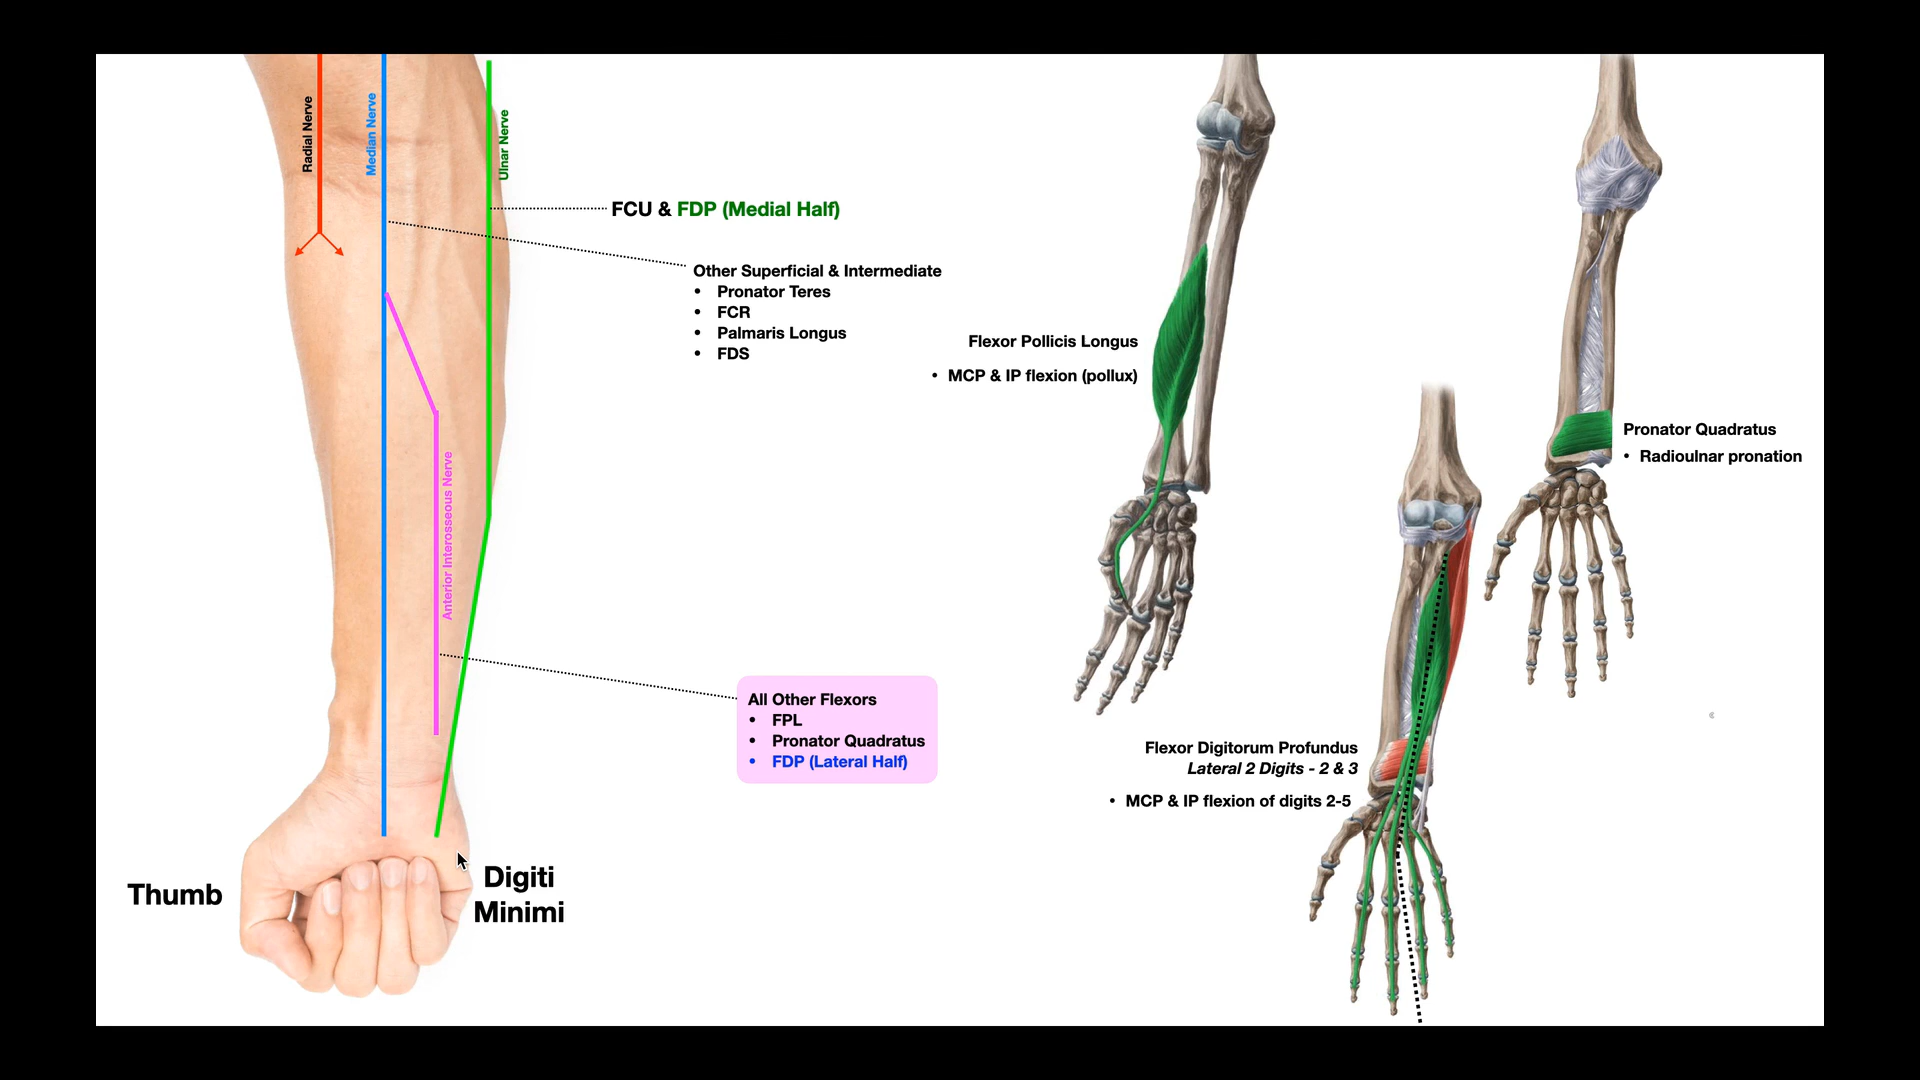 Radial Nerve
Median Nerve
Ulnar Nerve
FCU & FDP (Medial Half)
Other Superficial & Intermediate
• Pronator Teres
• FCR
• Palmaris Longus
• FDS
Anterior Interosseous Nerve
All Other Flexors
• FPL
• Pronator Quadratus
• FDP (Lateral Half)
Thumb
Digiti
Minimi
Flexor Pollicis Longus
• MCP & IP flexion (pollux)
Pronator Quadratus
• Radioulnar pronation
Flexor Digitorum Profundus
Lateral 2 Digits - 2 & 3
• MCP & IP flexion of digits 2-5